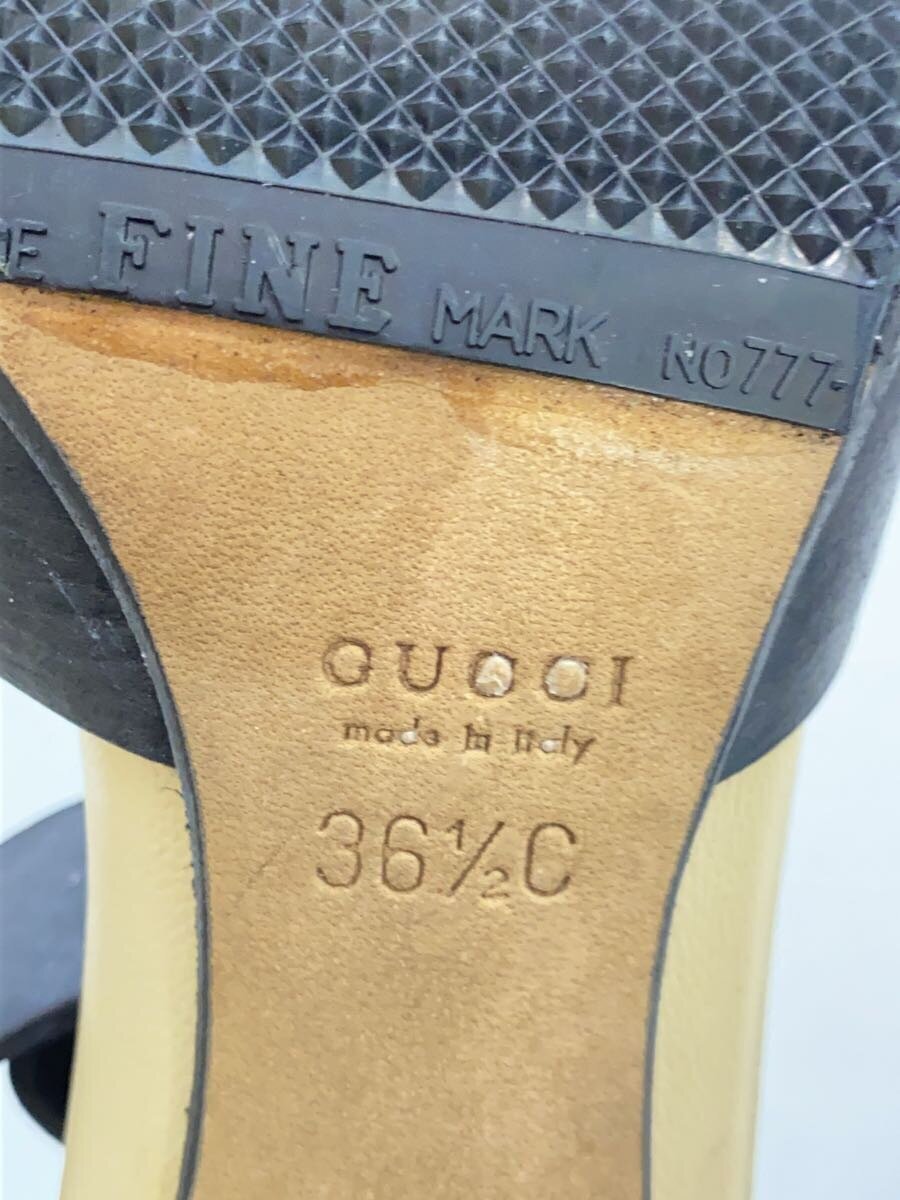 FINE MARK No777-
GUCCI
made in italy
36½C